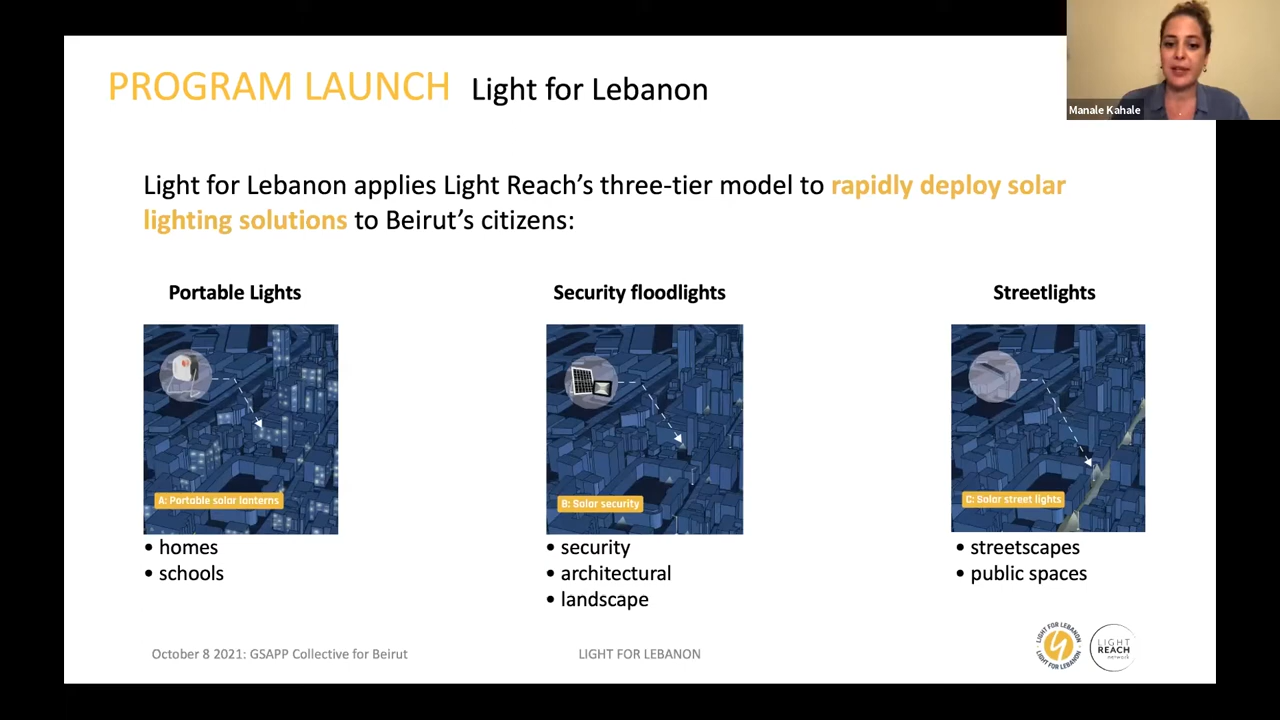 PROGRAM LAUNCH Light for Lebanon
Manale Kahale
Light for Lebanon applies Light Reach's three-tier model to rapidly deploy solar
lighting solutions to Beirut's citizens:
Portable Lights
Security floodlights
Streetlights
A: Portable solar lanterns
B: Solar security
C: Solar street lights
• homes
• schools
• security
• architectural
• landscape
• streetscapes
• public spaces
October 8 2021: GSAPP Collective for Beirut
LIGHT FOR LEBANON
LIGHT FOR LEBANON
LIGHT FOR LEBANON
LIGHT
REACH
network